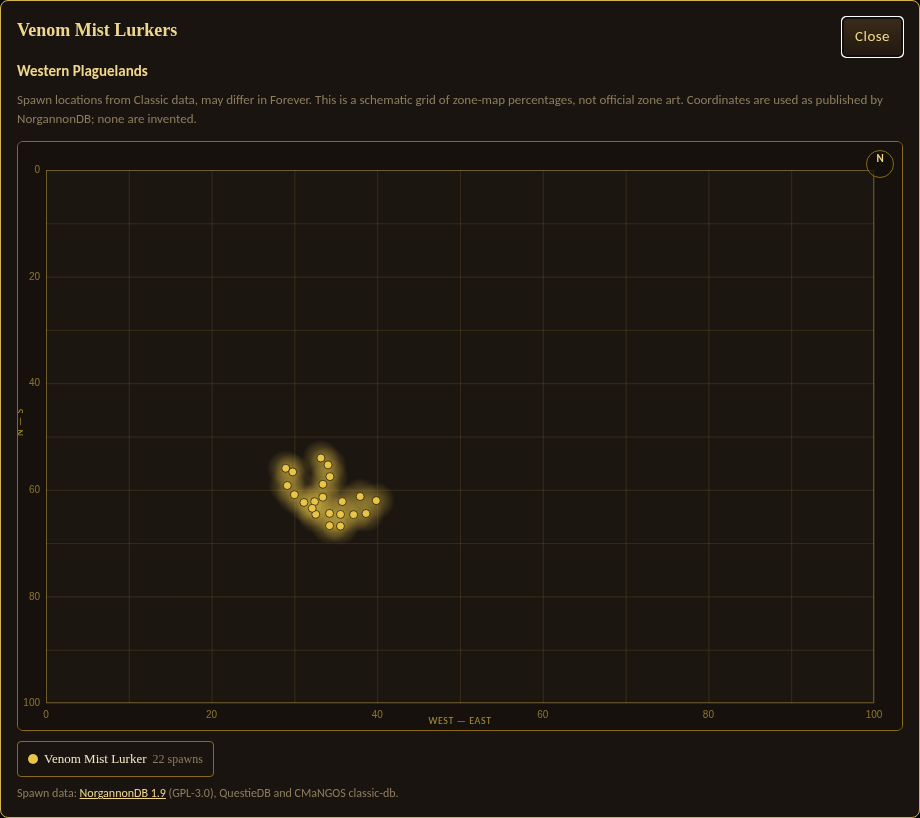 Venom Mist Lurkers
Close
Western Plaguelands
Spawn locations from Classic data, may differ in Forever. This is a schematic grid of zone-map percentages, not official zone art. Coordinates are used as published by
NorgannonDB; none are invented.
N
0
20
40
N — S
60
80
100
0
20
40
60
80
100
WEST — EAST
Venom Mist Lurker 22 spawns
Spawn data: NorgannonDB 1.9 (GPL-3.0), QuestieDB and CMaNGOS classic-db.